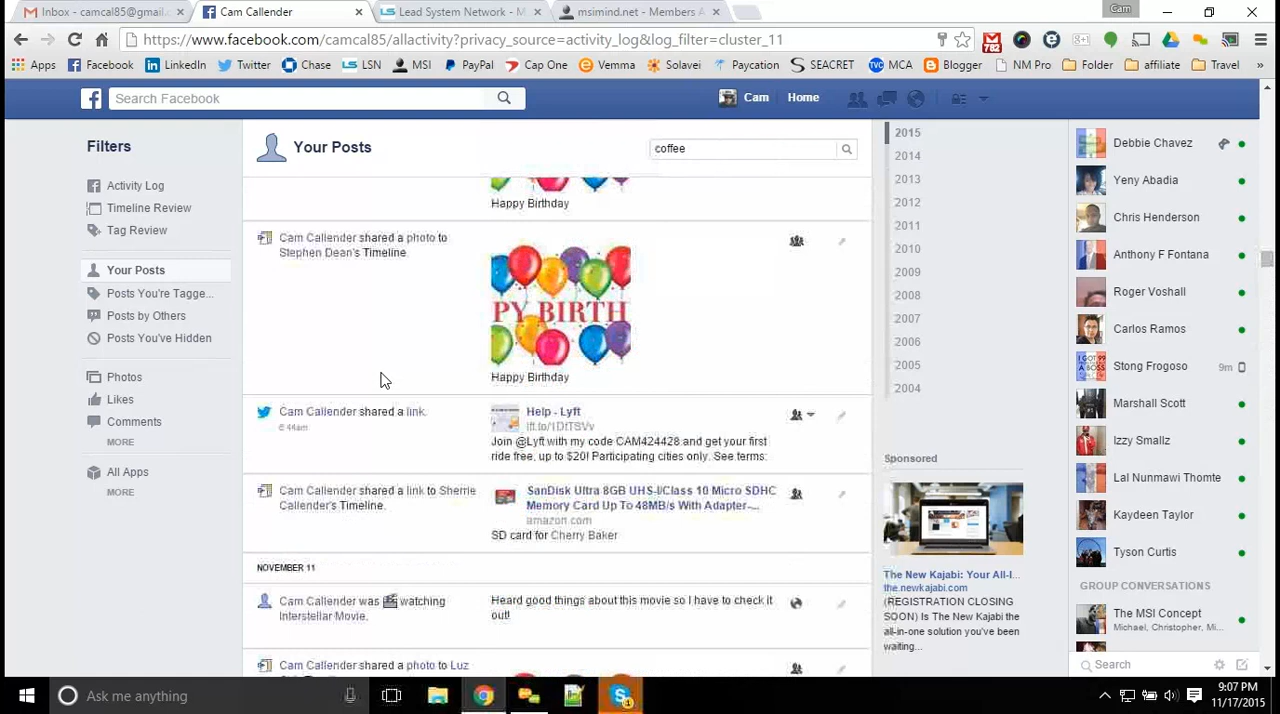 Inbox - camcal85@gmail.c
Cam Callender
Lead System Network - M
msimind.net - Members A
Cam
https://www.facebook.com/camcal85/allactivity?privacy_source=activity_log&log_filter=cluster_11
782
Apps
Facebook
LinkedIn
Twitter
Chase
LSN
MSI
PayPal
Cap One
Vemma
Solavei
Paycation
SEACRET
MCA
Blogger
NM Pro
Folder
affiliate
Travel
»
Search Facebook
Cam
Home
Filters
Activity Log
Timeline Review
Tag Review
Your Posts
Posts You're Tagge...
Posts by Others
Posts You've Hidden
Photos
Likes
Comments
MORE
All Apps
MORE
Your Posts
coffee
Happy Birthday
Cam Callender shared a photo to
Stephen Dean's Timeline.
PY BIRTH
Happy Birthday
Cam Callender shared a link.
6:44am
Help - Lyft
Join @Lyft with my code CAM424428 and get your first
ride free, up to $20! Participating cities only. See terms:
Cam Callender shared a link to Sherrie
Callender's Timeline.
SanDisk Ultra 8GB UHS-I/Class 10 Micro SDHC
Memory Card Up To 48MB/s With Adapter-...
amazon.com
SD card for Cherry Baker
NOVEMBER 11
Cam Callender was watching
Interstellar Movie.
Heard good things about this movie so I have to check it
out!
Cam Callender shared a photo to Luz
2015
2014
2013
2012
2011
2010
2009
2008
2007
2006
2005
2004
Sponsored
The New Kajabi: Your All-I...
the.newkajabi.com
(REGISTRATION CLOSING
SOON) Is The New Kajabi the
all-in-one solution you've been
waiting...
Debbie Chavez
Yeny Abadia
Chris Henderson
Anthony F Fontana
Roger Voshall
Carlos Ramos
Stong Frogoso
9m
Marshall Scott
Izzy Smallz
Lal Nunmawi Thomte
Kaydeen Taylor
Tyson Curtis
GROUP CONVERSATIONS
The MSI Concept
Michael, Christopher, Mi...
Search
Ask me anything
9:07 PM
11/17/2015